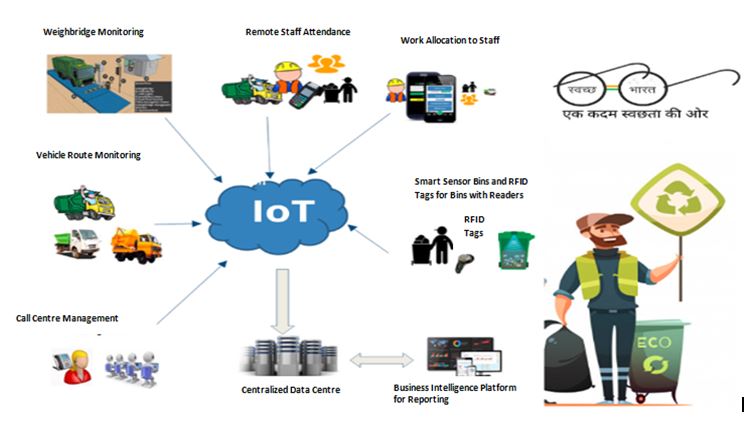 Weighbridge Monitoring
Remote Staff Attendance
Work Allocation to Staff
स्वच्छ भारत
एक कदम स्वछता की ओर
Vehicle Route Monitoring
IoT
Smart Sensor Bins and RFID
Tags for Bins with Readers
RFID
Tags
Call Centre Management
ECO
Centralized Data Centre
Business Intelligence Platform
for Reporting